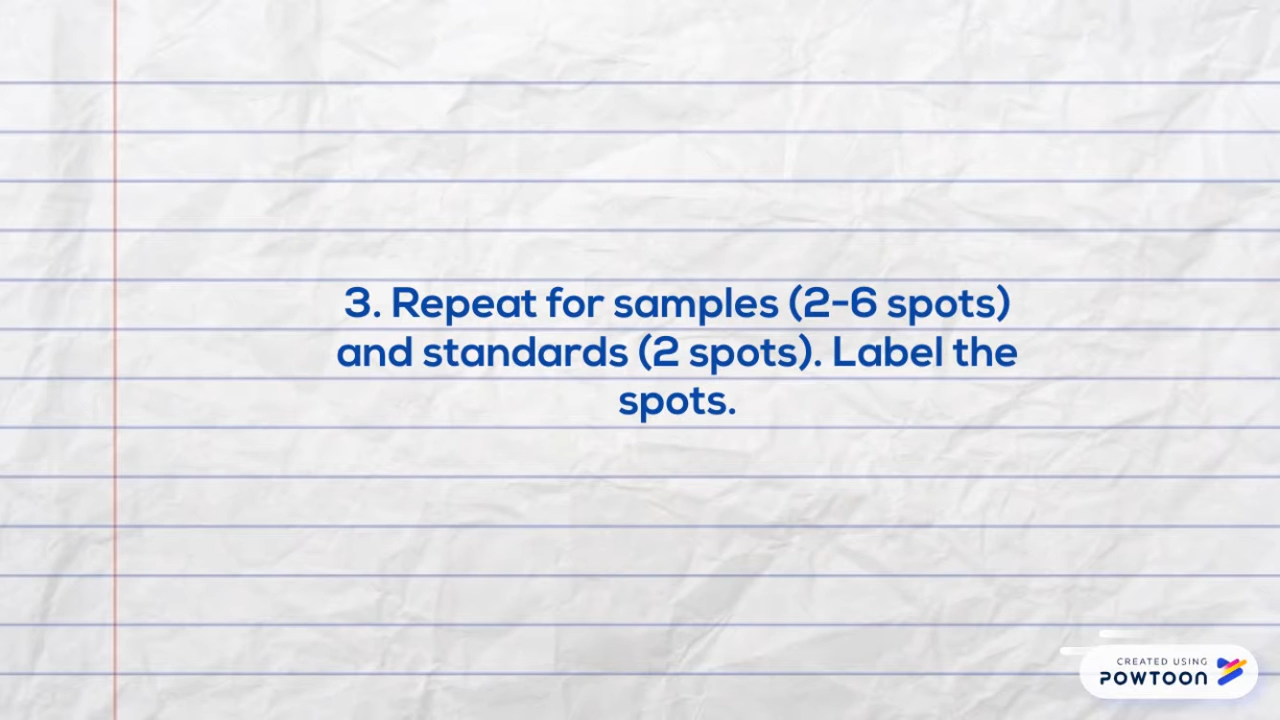 3. Repeat for samples (2-6 spots)
and standards (2 spots). Label the
spots.
CREATED USING
POWTOON